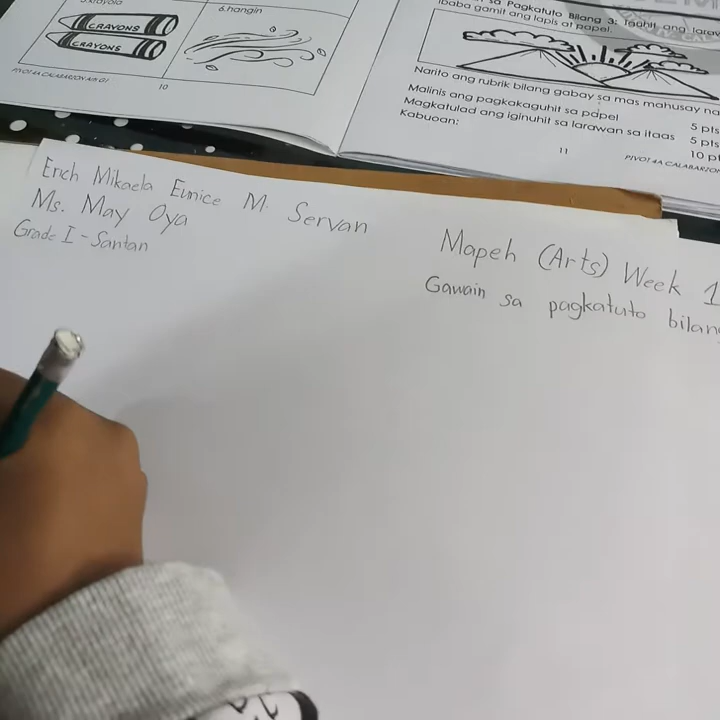 6.hangin
CRAYONS
CRAYONS
PIVOT 4A CALABARZON Arts G1
10
sa Pagkatuto Bilang 3: Iguhit ang
ibaba gamit ang lapis at papel.
Narito ang rubrik bilang gabay sa mas mahusay na
Malinis ang pagkakaguhit sa papel 5 pts
Magkatulad ang iginuhit sa larawan sa itaas 5 pts
Kabuoan: 10
11
PIVOT 4A CALABARZON
Erich Mikaela Eunice M. Servan
Ms. May Oya
Grade I - Santan
Mapeh (Arts) Week 1
Gawain sa pagkatuto bilang